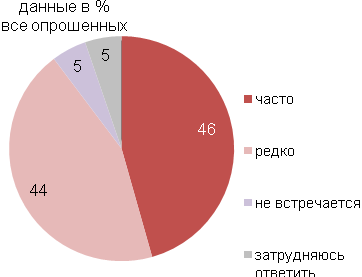 данные в %
все опрошенных
5
5
46
44
часто
редко
не встречается
затрудняюсь
ответить